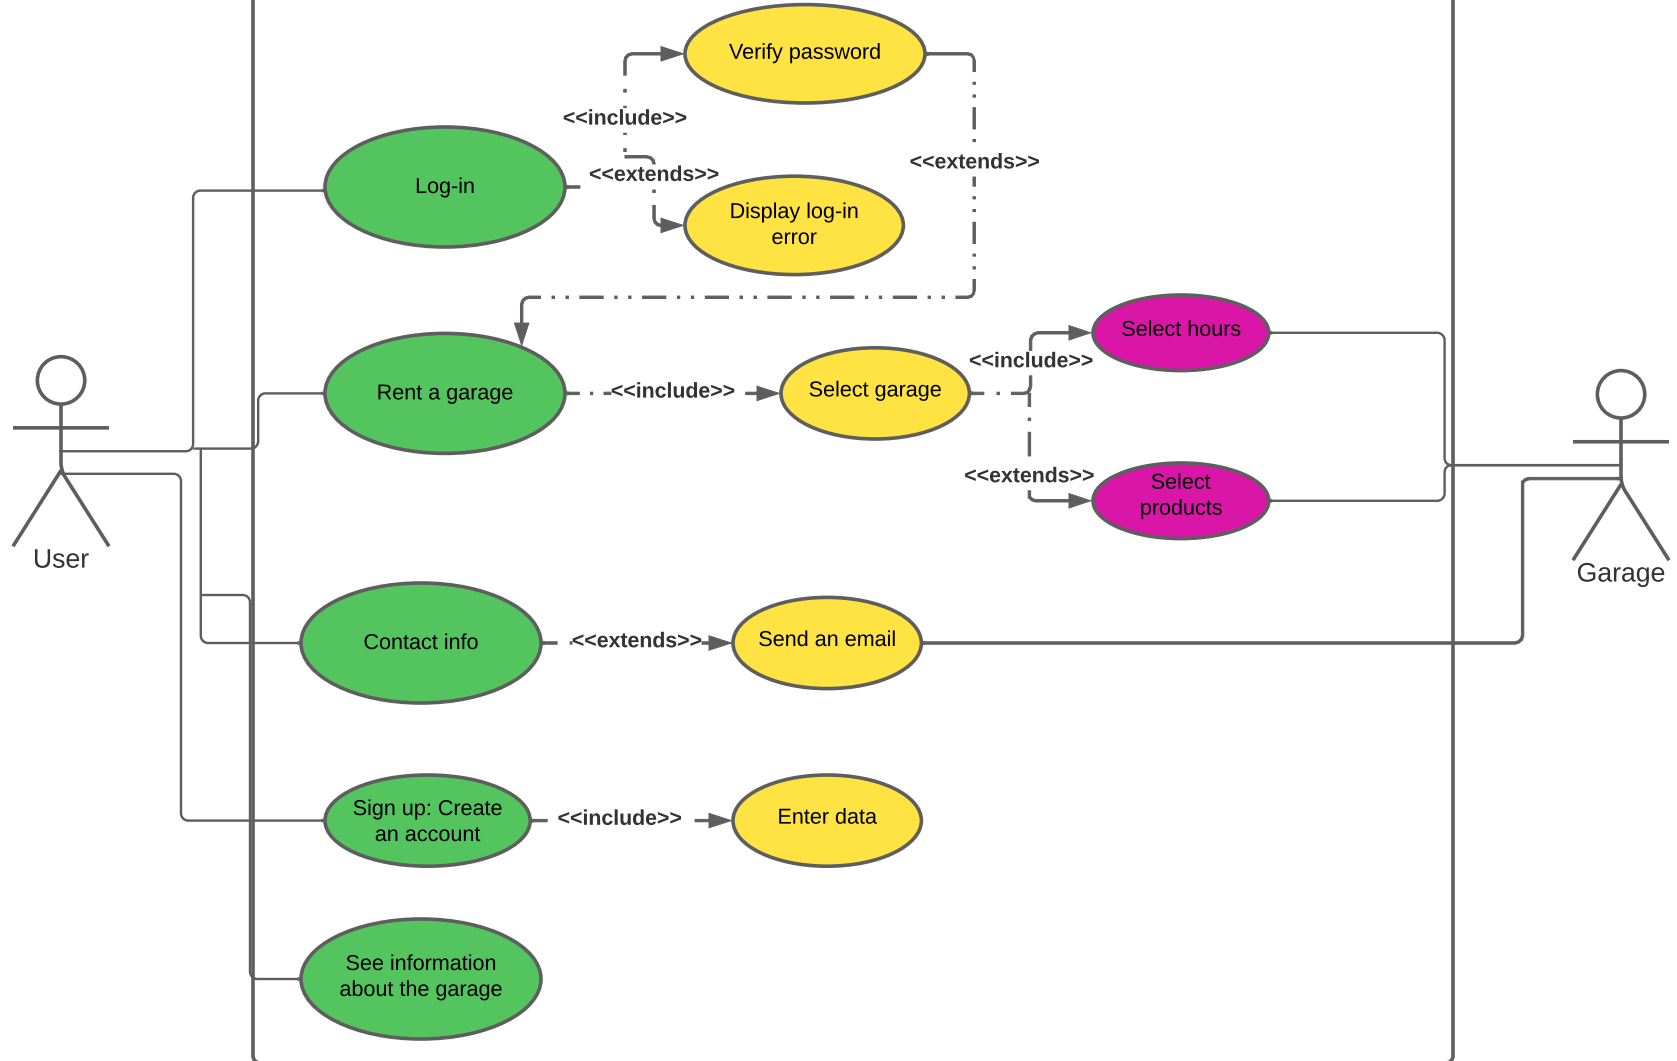 Verify password
<<include>>
<<extends>>
<<extends>>
Log-in
Display log-in
error
Select hours
<<include>>
Rent a garage
<<include>>
Select garage
<<extends>>
Select
products
User
Garage
Contact info
<<extends>>
Send an email
Sign up: Create
an account
<<include>>
Enter data
See information
about the garage